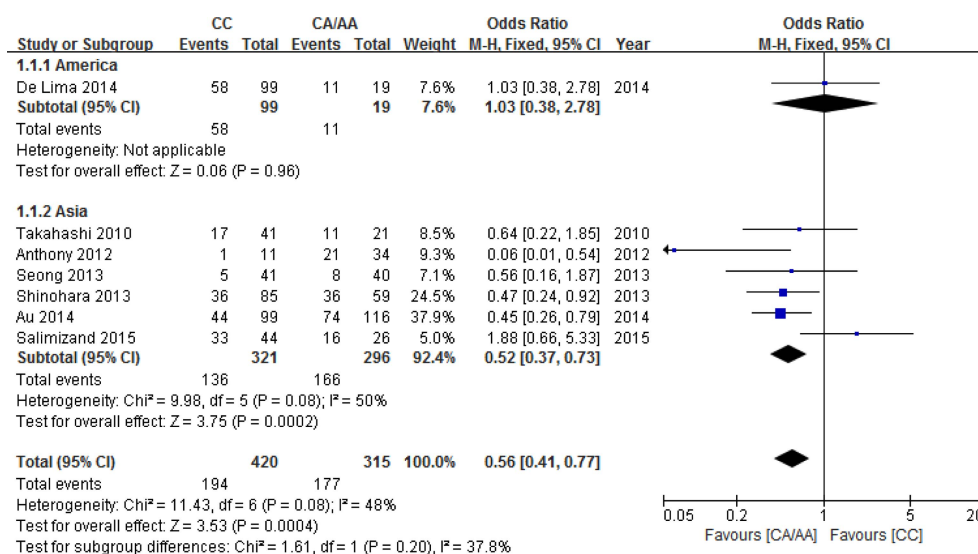 CC CA/AA Odds Ratio Odds Ratio
Study or Subgroup Events Total Events Total Weight M-H, Fixed, 95% CI Year M-H, Fixed, 95% CI
1.1.1 America
De Lima 2014 58 99 11 19 7.6% 1.03 [0.38, 2.78] 2014
Subtotal (95% CI) 99 19 7.6% 1.03 [0.38, 2.78]
Total events 58 11
Heterogeneity: Not applicable
Test for overall effect: Z = 0.06 (P = 0.96)
1.1.2 Asia
Takahashi 2010 17 41 11 21 8.5% 0.64 [0.22, 1.85] 2010
Anthony 2012 1 11 21 34 9.3% 0.06 [0.01, 0.54] 2012
Seong 2013 5 41 8 40 7.1% 0.56 [0.16, 1.87] 2013
Shinohara 2013 36 85 36 59 24.5% 0.47 [0.24, 0.92] 2013
Au 2014 44 99 74 116 37.9% 0.45 [0.26, 0.79] 2014
Salimizand 2015 33 44 16 26 5.0% 1.88 [0.66, 5.33] 2015
Subtotal (95% CI) 321 296 92.4% 0.52 [0.37, 0.73]
Total events 136 166
Heterogeneity: Chi² = 9.98, df = 5 (P = 0.08); I² = 50%
Test for overall effect: Z = 3.75 (P = 0.0002)
Total (95% CI) 420 315 100.0% 0.56 [0.41, 0.77]
Total events 194 177
Heterogeneity: Chi² = 11.43, df = 6 (P = 0.08); I² = 48%
Test for overall effect: Z = 3.53 (P = 0.0004)
Test for subgroup differences: Chi² = 1.61, df = 1 (P = 0.20), I² = 37.8%
0.05 0.2 1 5 20
Favours [CA/AA] Favours [CC]